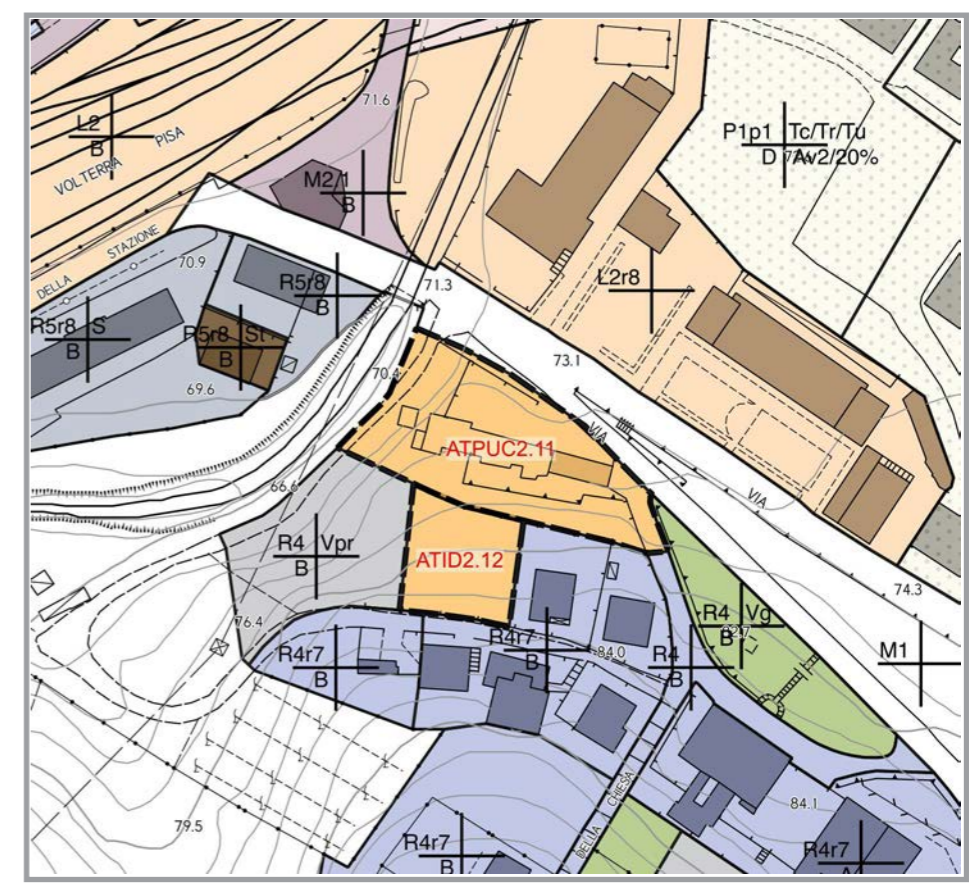 71.6
L2
B
VOLTERRA PISA
P1p1 Tc/Tr/Tu
D Av2/20%
M2/1
B
DELLA STAZIONE
70.9
71.3
R5r8
B
L2r8
R5r8 S
B
R5r8 St
B
73.1
70.4
69.6
VIA
ATPUC2.11
66.6
VIA
R4 Vpr
B
ATID2.12
74.3
R4 Vg
B
76.4
R4r7
B
R4r7
B
84.0
R4
B
M1
79.5
DELLA CHIESA
84.1
R4r7
B
R4r7